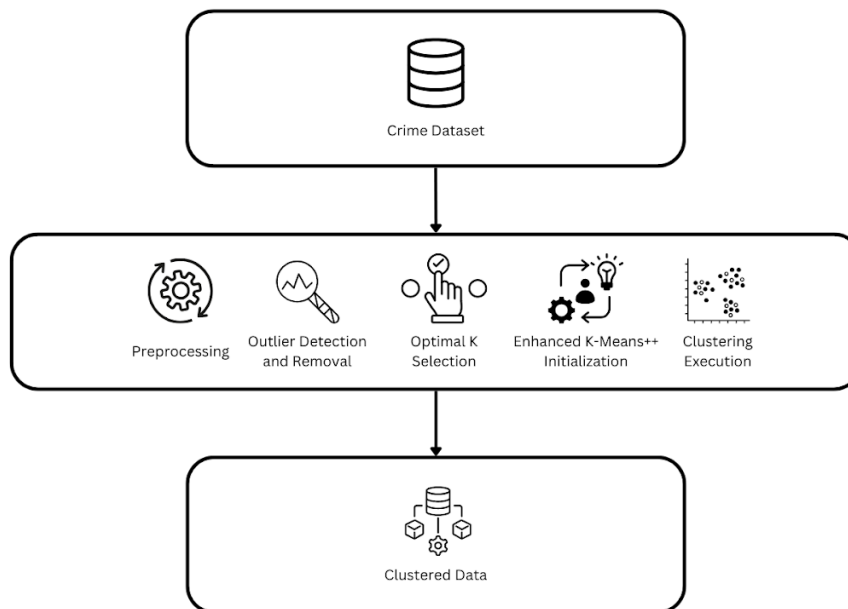 Crime Dataset
Preprocessing
Outlier Detection
and Removal
Optimal K
Selection
Enhanced K-Means++
Initialization
Clustering
Execution
Clustered Data